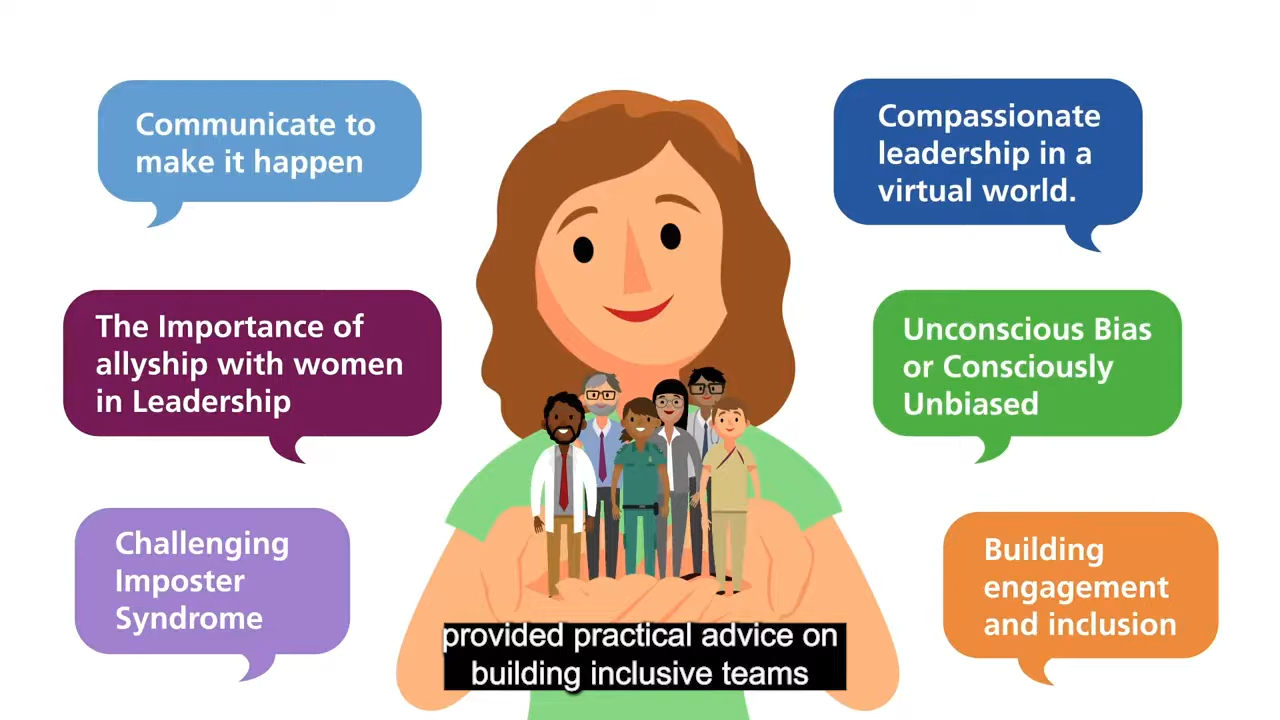 Communicate to
make it happen
Compassionate
leadership in a
virtual world.
The Importance of
allyship with women
in Leadership
Unconscious Bias
or Consciously
Unbiased
Challenging
Imposter
Syndrome
Building
engagement
and inclusion
provided practical advice on
building inclusive teams